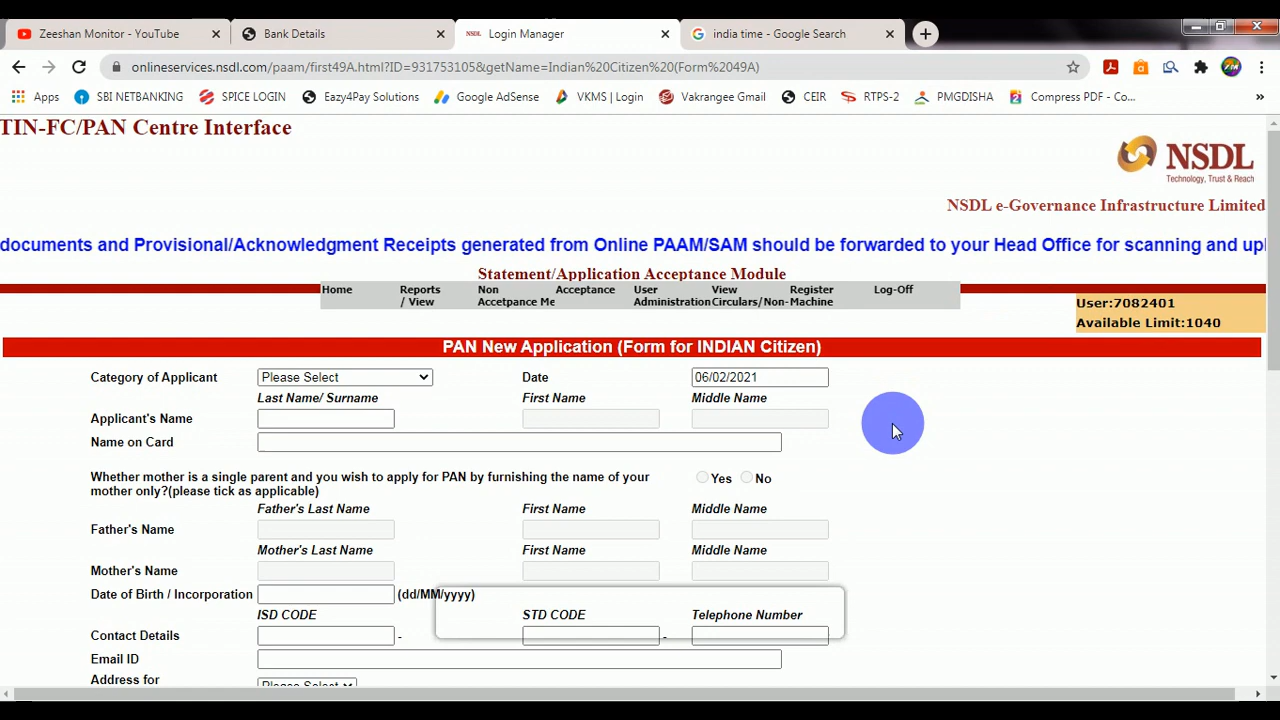 Zeeshan Monitor - YouTube
Bank Details
Login Manager
india time - Google Search
onlineservices.nsdl.com/paam/first49A.html?ID=931753105&getName=Indian%20Citizen%20(Form%2049A)
Apps
SBI NETBANKING
SPICE LOGIN
Eazy4Pay Solutions
Google AdSense
VKMS | Login
Vakrangee Gmail
CEIR
RTPS-2
PMGDISHA
Compress PDF - Co...
TIN-FC/PAN Centre Interface
NSDL
Technology, Trust & Reach
NSDL e-Governance Infrastructure Limited
documents and Provisional/Acknowledgment Receipts generated from Online PAAM/SAM should be forwarded to your Head Office for scanning and upl
Statement/Application Acceptance Module
Home
Reports / View
Non Accetpance Me
Acceptance
User Administration
View Circulars/Non-
Register Machine
Log-Off
User:7082401
Available Limit:1040
PAN New Application (Form for INDIAN Citizen)
Category of Applicant Please Select Date 06/02/2021
Last Name/ Surname First Name Middle Name
Applicant's Name
Name on Card
Whether mother is a single parent and you wish to apply for PAN by furnishing the name of your Yes No
mother only?(please tick as applicable)
Father's Last Name First Name Middle Name
Father's Name
Mother's Last Name First Name Middle Name
Mother's Name
Date of Birth / Incorporation (dd/MM/yyyy)
ISD CODE STD CODE Telephone Number
Contact Details - -
Email ID
Address for Please Select